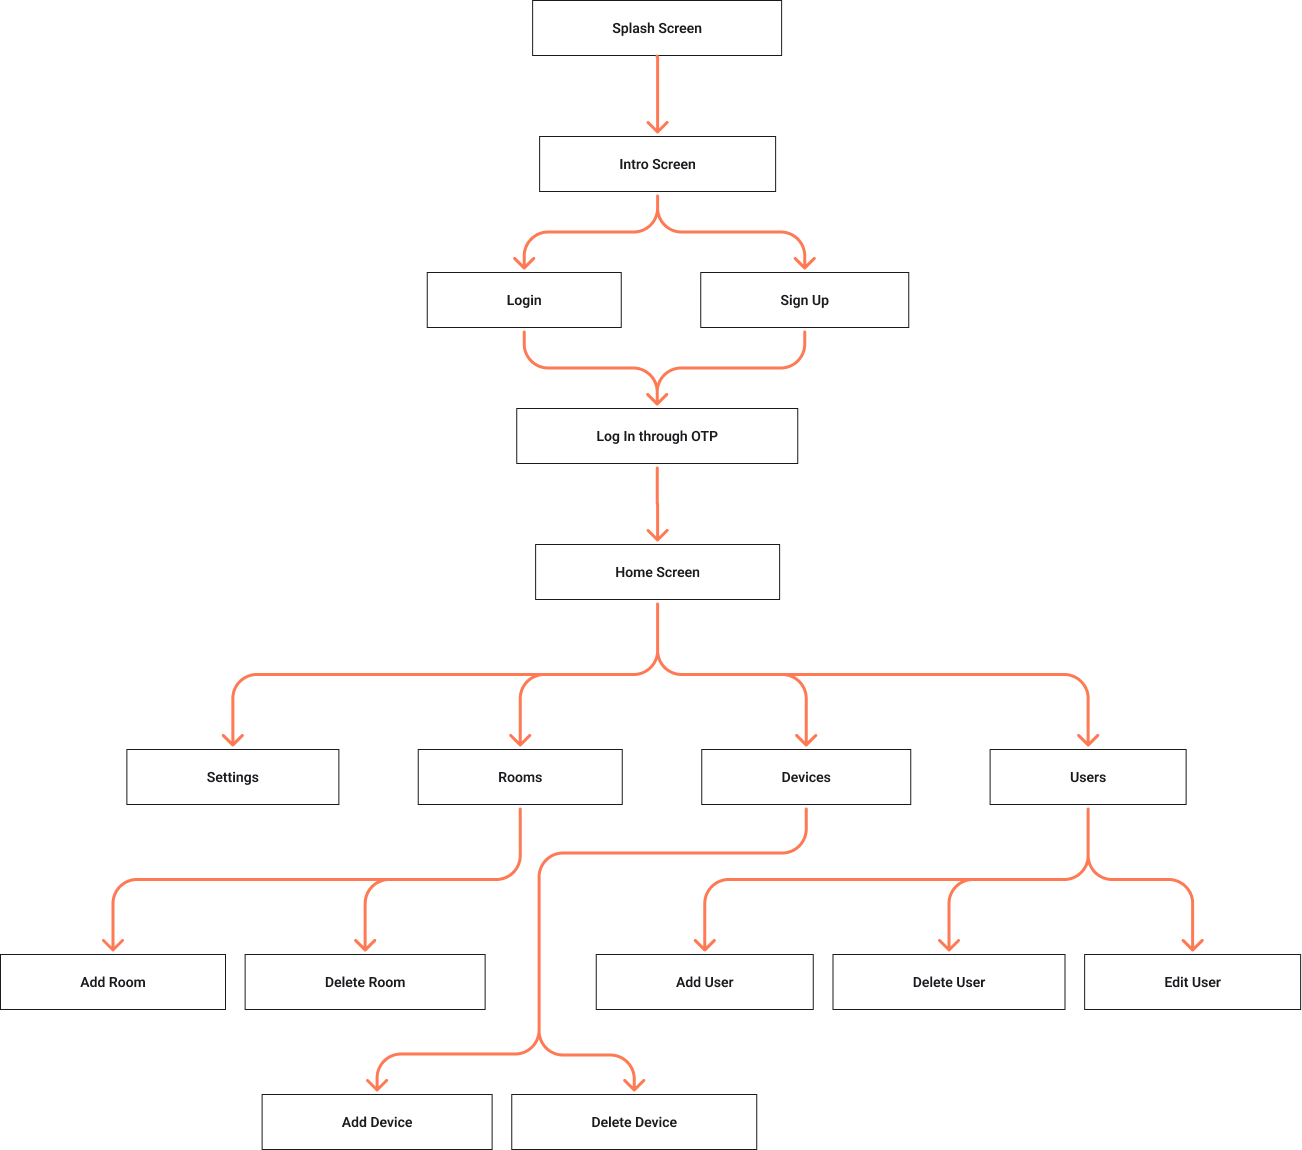 Splash Screen
Intro Screen
Login
Sign Up
Log In through OTP
Home Screen
Settings
Rooms
Devices
Users
Add Room
Delete Room
Add User
Delete User
Edit User
Add Device
Delete Device